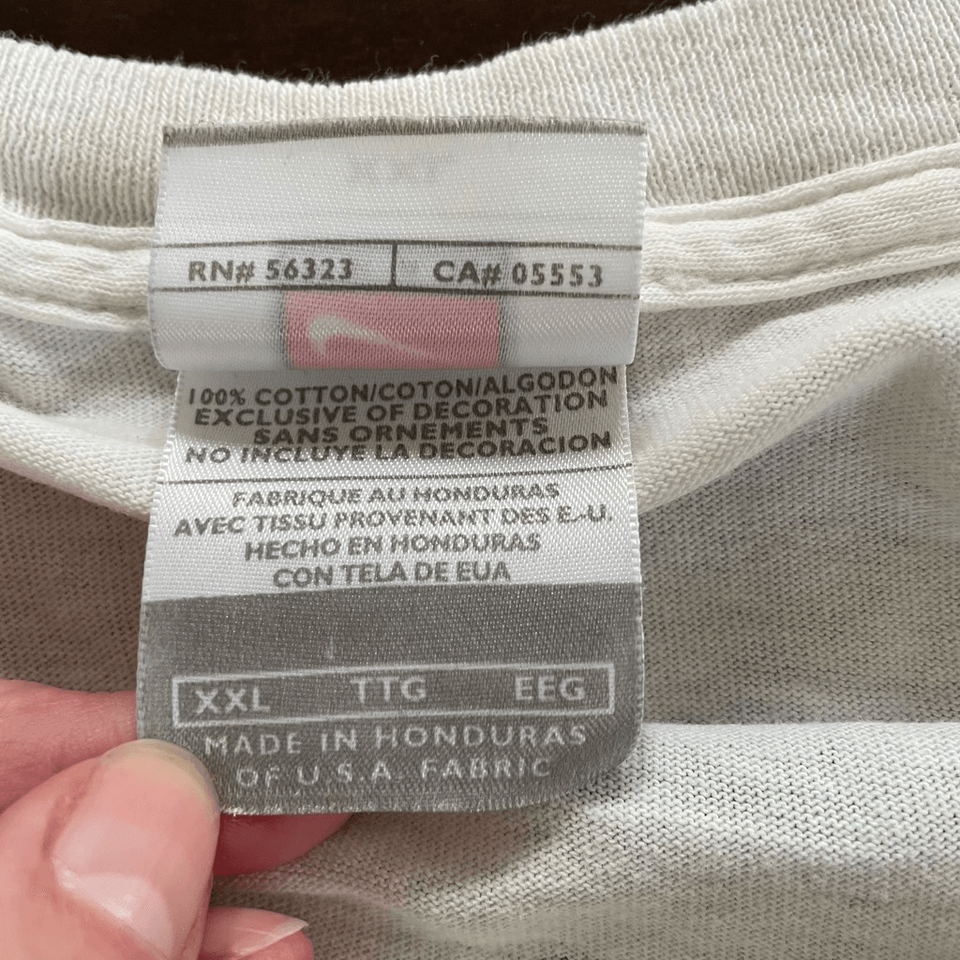 RN# 56323 CA# 05553
100% COTTON/COTON/ALGODON
EXCLUSIVE OF DECORATION
SANS ORNEMENTS
NO INCLUYE LA DECORACION
FABRIQUE AU HONDURAS
AVEC TISSU PROVENANT DES E.-U.
HECHO EN HONDURAS
CON TELA DE EUA
XXL TTG EEG
MADE IN HONDURAS
OF U.S.A. FABRIC